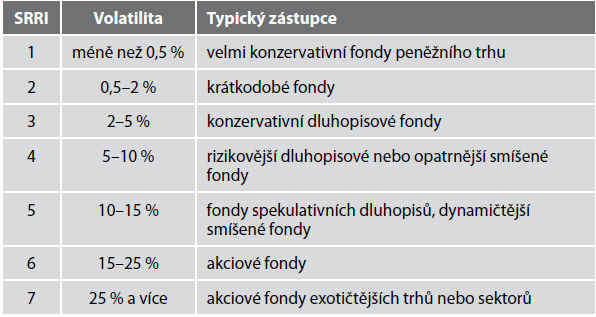 SRRI Volatilita Typický zástupce
1 méně než 0,5 % velmi konzervativní fondy peněžního trhu
2 0,5–2 % krátkodobé fondy
3 2–5 % konzervativní dluhopisové fondy
4 5–10 % rizikovější dluhopisové nebo opatrnější smíšené
fondy
5 10–15 % fondy spekulativních dluhopisů, dynamičtější
smíšené fondy
6 15–25 % akciové fondy
7 25 % a více akciové fondy exotičtějších trhů nebo sektorů